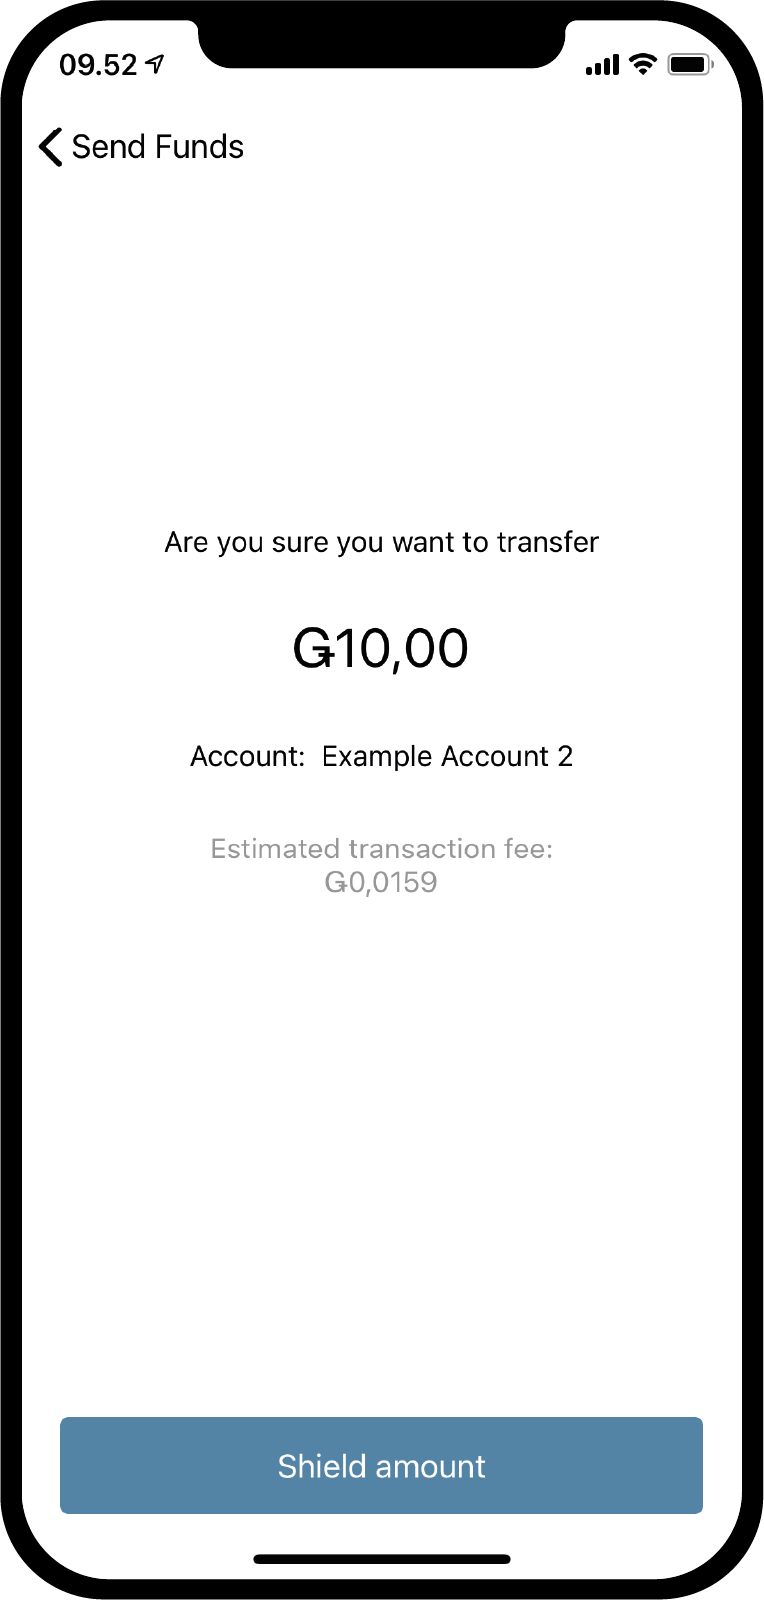 09.52
Send Funds
Are you sure you want to transfer
Ǥ10,00
Account: Example Account 2
Estimated transaction fee:
Ǥ0,0159
Shield amount